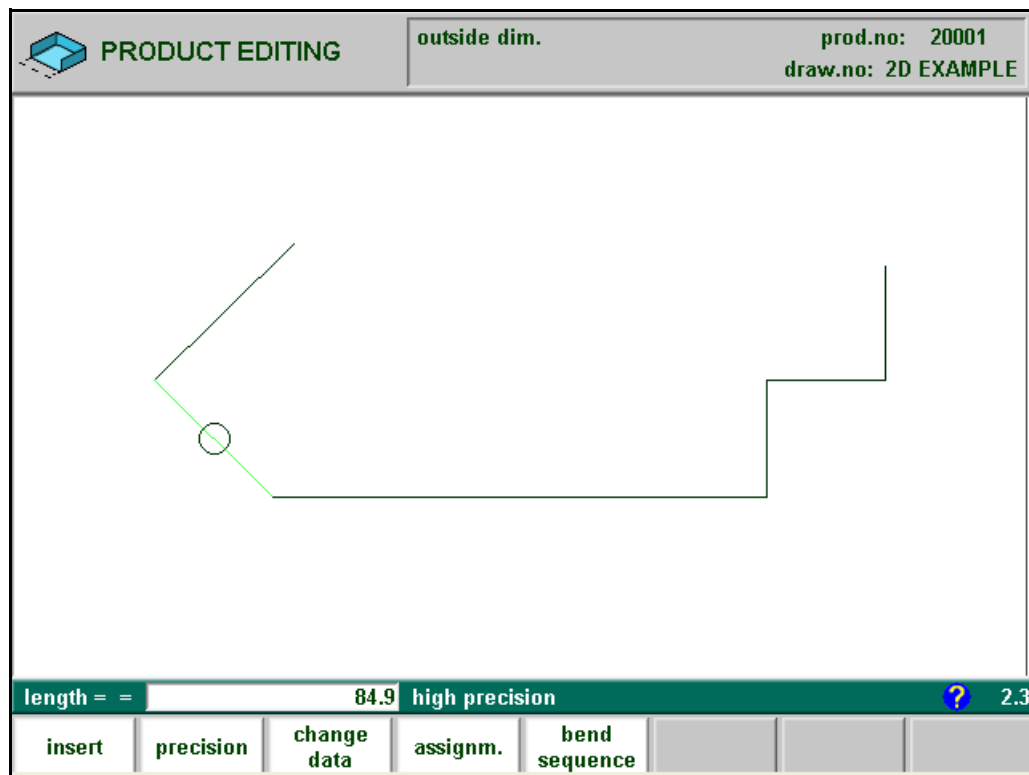 PRODUCT EDITING
outside dim.
prod.no: 20001
draw.no: 2D EXAMPLE
length = = 84.9 high precision ? 2.3
insert
precision
change
data
assignm.
bend
sequence